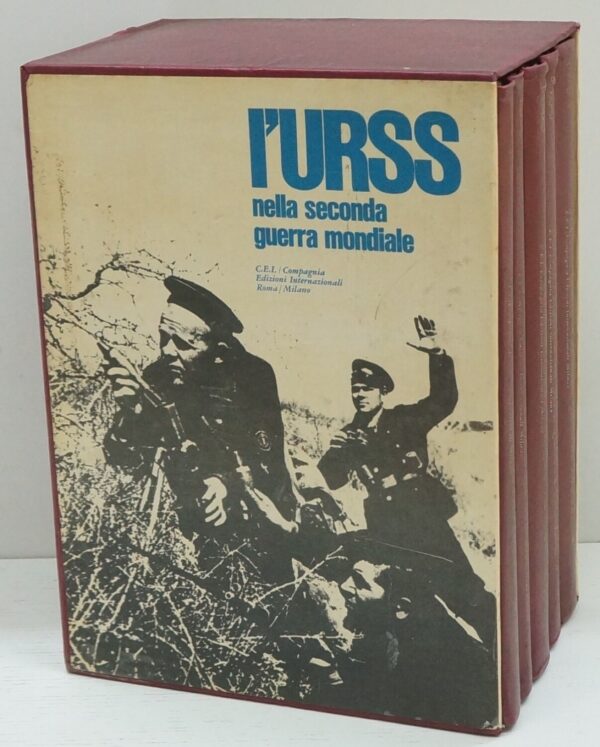 l'URSS
nella seconda
guerra mondiale
C.E.I. / Compagnia
Edizioni Internazionali
Roma / Milano